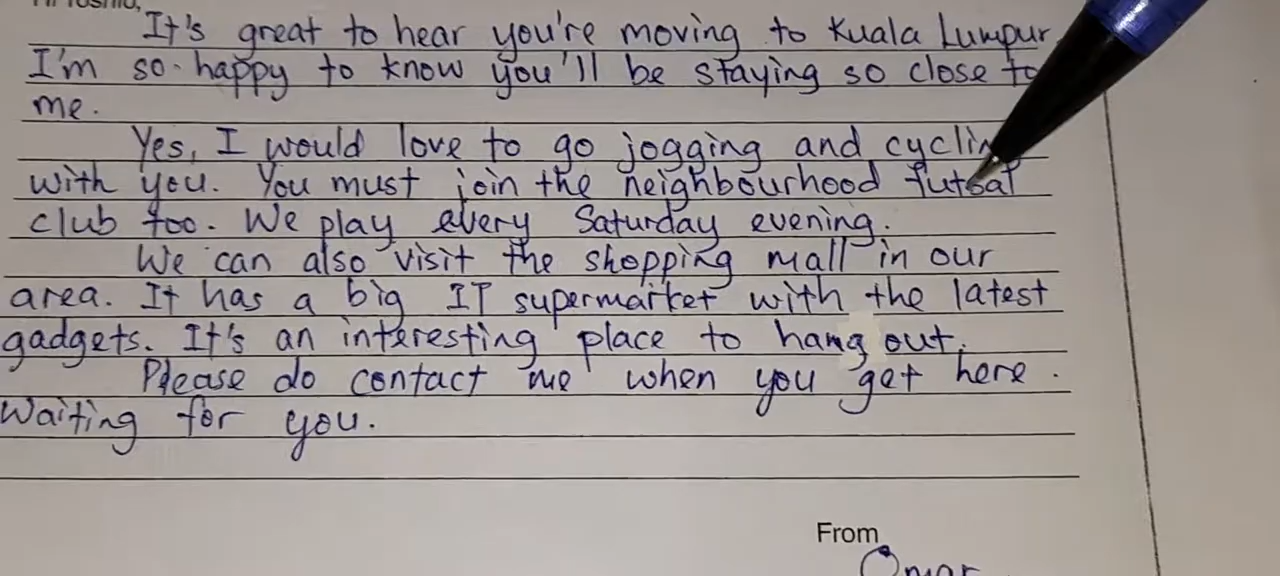 Hi Toshio,
It's great to hear you're moving to Kuala Lumpur
I'm so happy to know you'll be staying so close to
me.
Yes, I would love to go jogging and cyclin
with you. You must join the neighbourhood futsal
club too. We play every Saturday evening.
We can also visit the shopping mall in our
area. It has a big IT supermarket with the latest
gadgets. It's an interesting place to hang out.
Please do contact me when you get here.
Waiting for you.
From
Omar